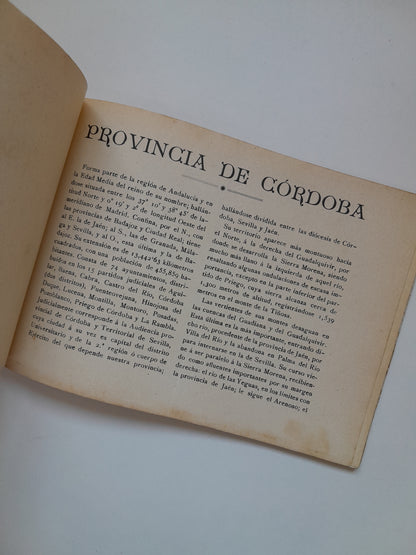 PROVINCIA DE CÓRDOBA
Forma parte de la región de Andalucía y en
la Edad Media del reino de su nombre; hallán-
dose situada entre los 37° 10' y 38° 43' de la-
titud Norte y 0° 19' y 2° de longitud Oeste del
meridiano de Madrid. Confina, por el N., con
las provincias de Badajoz y Ciudad Real; tiene
al E. la de Jaén; al S., las de Granada, Mála-
ga y Sevilla, y al O., esta última y la de Ba-
dajoz. Su extensión es de 13,442'63 kilómetros
cuadrados, con una población de 455,859 ha-
bitantes. Consta de 74 ayuntamientos, distri-
buídos en los 15 partidos judiciales de Agui-
lar, Baena, Cabra, Castro del Río, Córdoba
(dos distritos), Fuenteovejuna, Hinojosa del
Duque, Lucena, Montilla, Montoro, Posadas,
Pozoblanco, Priego de Córdoba y La Rambla.
La ciudad corresponde á la Audiencia pro-
vincial de Córdoba y Territorial de Sevilla,
cuya ciudad á su vez es capital del distrito
Universitario y de la 2.ª región ó cuerpo de
Ejército del que depende nuestra provincia;
hallándose dividida entre las diócesis de Cór-
doba, Sevilla y Jaén.
Su territorio aparece más montuoso hacia
el Norte, á la derecha del Guadalquivir, por
donde se desarrolla la Sierra Morena, siendo
mucho más llano á la izquierda de aquel río,
resaltando algunas ondulaciones de escasa im-
portancia, excepto en la parte inferior del par-
tido de Priego, cuya sierra alcanza más de
1,300 metros de altitud, registrándose 1,539
metros en el monte de la Tiñosa.
Las vertientes de sus montes desaguan en
las cuencas del Guadiana y del Guadalquivir.
Esta última es la más importante, entrando di-
cho río, procedente de la provincia de Jaén, por
Villa del Río y la abandona en Palma del Río
para internarse en la de Sevilla. Su curso vie-
ne á ser paralelo á la Sierra Morena, recibien-
do como afluentes más importantes por su mar-
gen derecha: el río de las Yeguas, en los límites con
la provincia de Jaén; le sigue el Arenoso; el